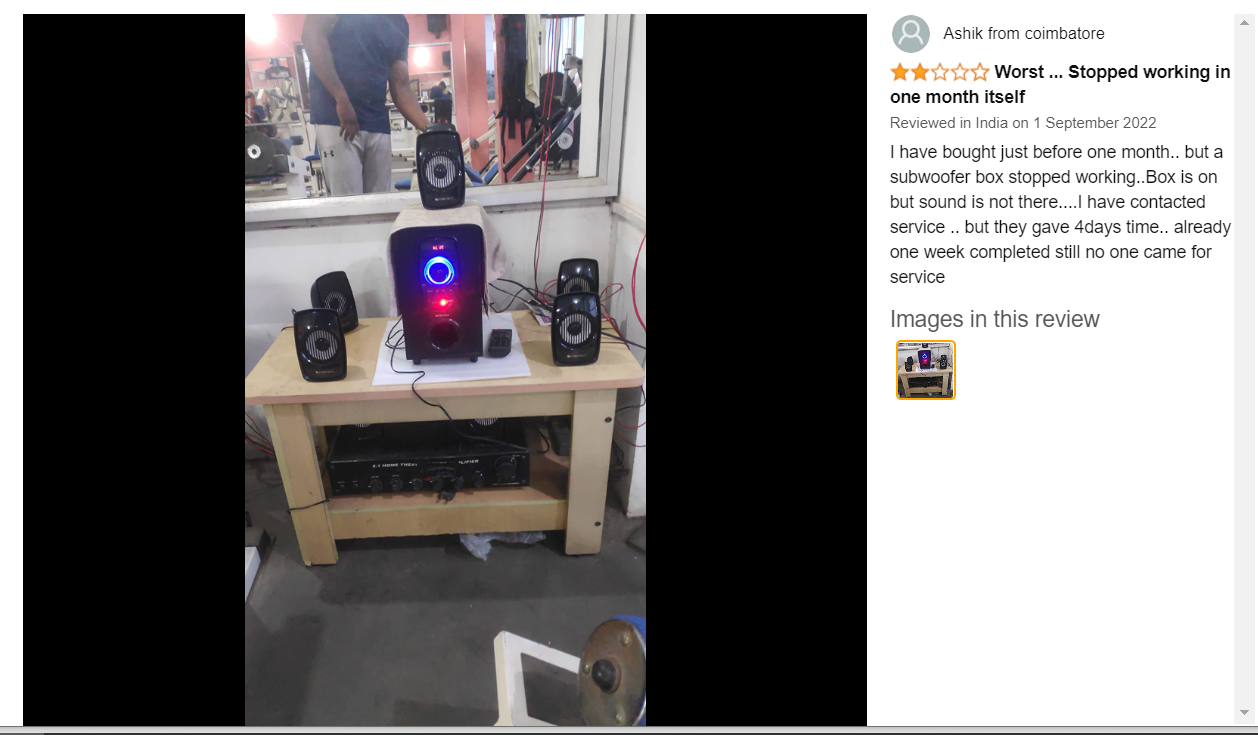 Ashik from coimbatore
Worst ... Stopped working in
one month itself
Reviewed in India on 1 September 2022
I have bought just before one month.. but a
subwoofer box stopped working..Box is on
but sound is not there....I have contacted
service .. but they gave 4days time.. already
one week completed still no one came for
service
Images in this review
HOME